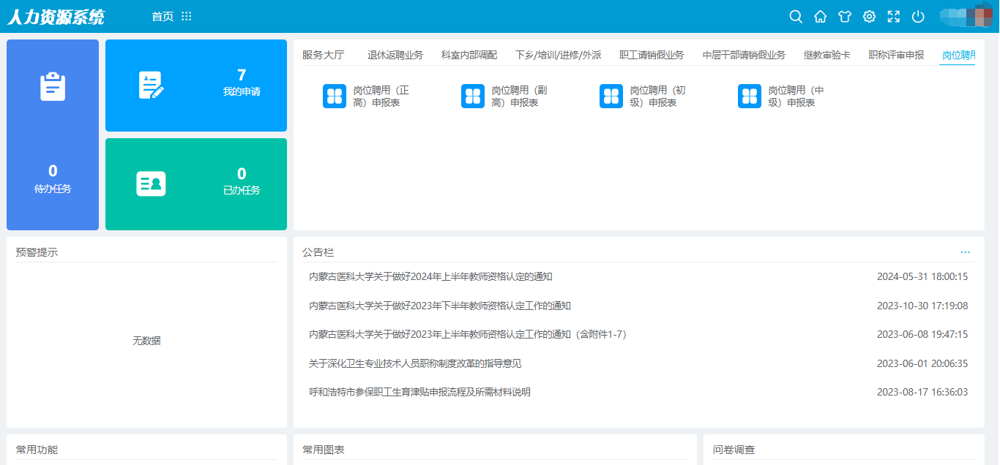 人力资源系统
首页
0
待办任务
7
我的申请
0
已办任务
服务大厅 退休返聘业务 科室内部调配 下乡/培训/进修/外派 职工请销假业务 中层干部请销假业务 继教审验卡 职称评审申报 岗位聘用
岗位聘用（正
高）申报表
岗位聘用（副
高）申报表
岗位聘用（初
级）申报表
岗位聘用（中
级）申报表
预警提示
无数据
公告栏
内蒙古医科大学关于做好2024年上半年教师资格认定的通知 2024-05-31 18:00:15
内蒙古医科大学关于做好2023年下半年教师资格认定工作的通知 2023-10-30 17:19:08
内蒙古医科大学关于做好2023年上半年教师资格认定工作的通知（含附件1-7） 2023-06-08 19:47:15
关于深化卫生专业技术人员职称制度改革的指导意见 2023-06-01 20:06:35
呼和浩特市参保职工生育津贴申报流程及所需材料说明 2023-08-17 16:36:03
常用功能
常用图表
问卷调查